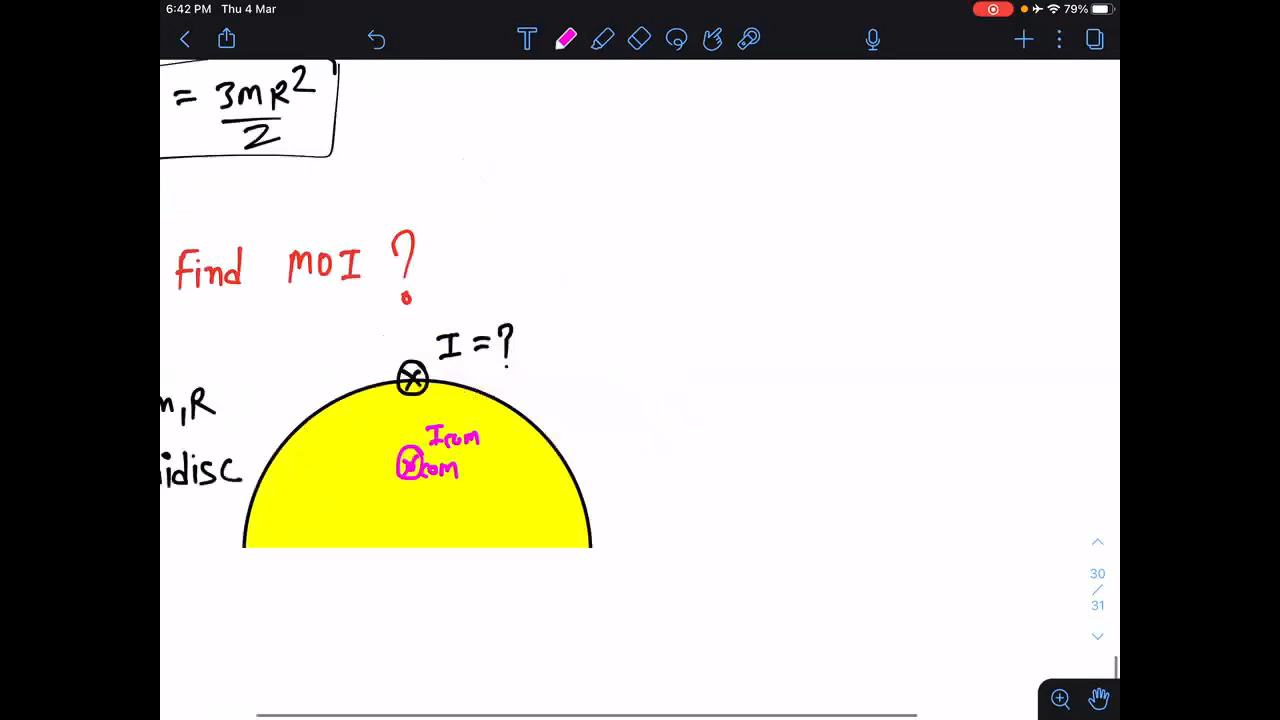 6:42 PM Thu 4 Mar
79%
= 3mR²
2
Find MOI ?
I = ?
m,R
Icom
com
idisc
30
/
31